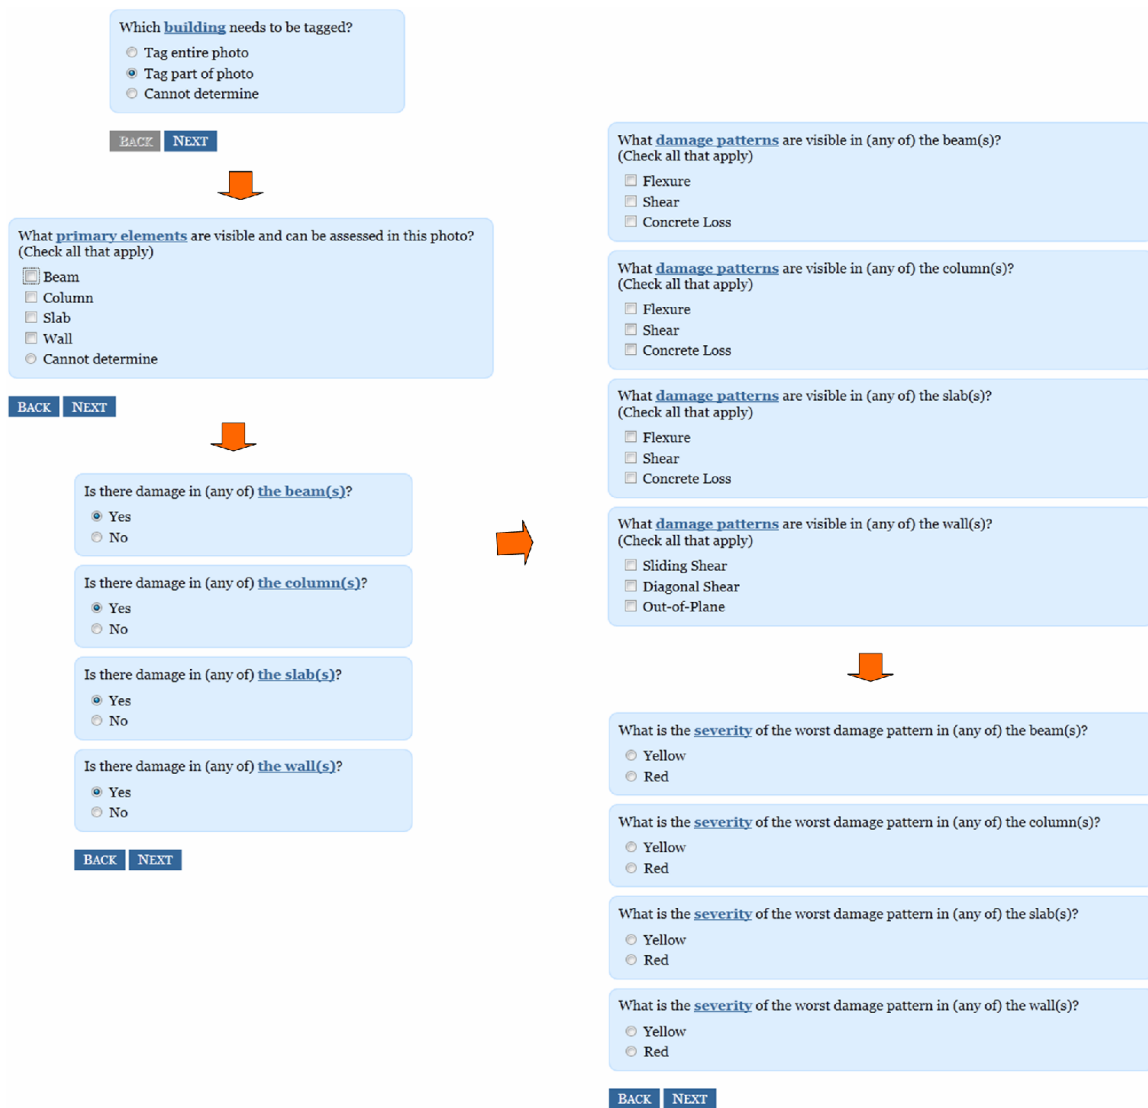 Which building needs to be tagged?
Tag entire photo
Tag part of photo
Cannot determine
BACK NEXT
What primary elements are visible and can be assessed in this photo?
(Check all that apply)
Beam
Column
Slab
Wall
Cannot determine
BACK NEXT
Is there damage in (any of) the beam(s)?
Yes
No
Is there damage in (any of) the column(s)?
Yes
No
Is there damage in (any of) the slab(s)?
Yes
No
Is there damage in (any of) the wall(s)?
Yes
No
BACK NEXT
What damage patterns are visible in (any of) the beam(s)?
(Check all that apply)
Flexure
Shear
Concrete Loss
What damage patterns are visible in (any of) the column(s)?
(Check all that apply)
Flexure
Shear
Concrete Loss
What damage patterns are visible in (any of) the slab(s)?
(Check all that apply)
Flexure
Shear
Concrete Loss
What damage patterns are visible in (any of) the wall(s)?
(Check all that apply)
Sliding Shear
Diagonal Shear
Out-of-Plane
What is the severity of the worst damage pattern in (any of) the beam(s)?
Yellow
Red
What is the severity of the worst damage pattern in (any of) the column(s)?
Yellow
Red
What is the severity of the worst damage pattern in (any of) the slab(s)?
Yellow
Red
What is the severity of the worst damage pattern in (any of) the wall(s)?
Yellow
Red
BACK NEXT